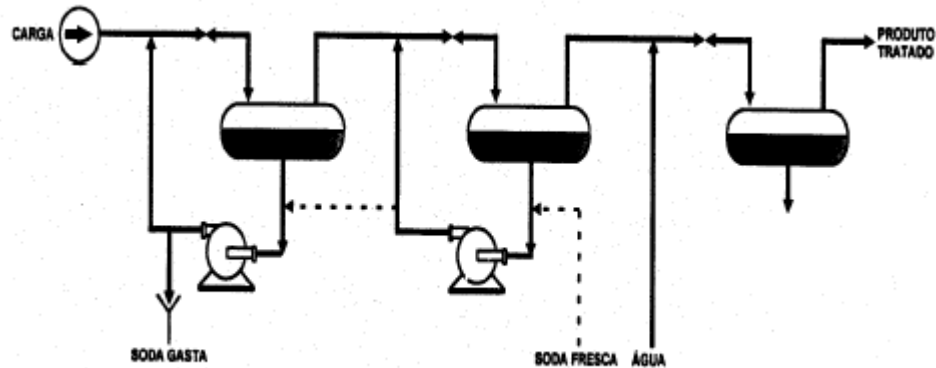 CARGA
PRODUTO
TRATADO
SODA GASTA
SODA FRESCA
ÁGUA